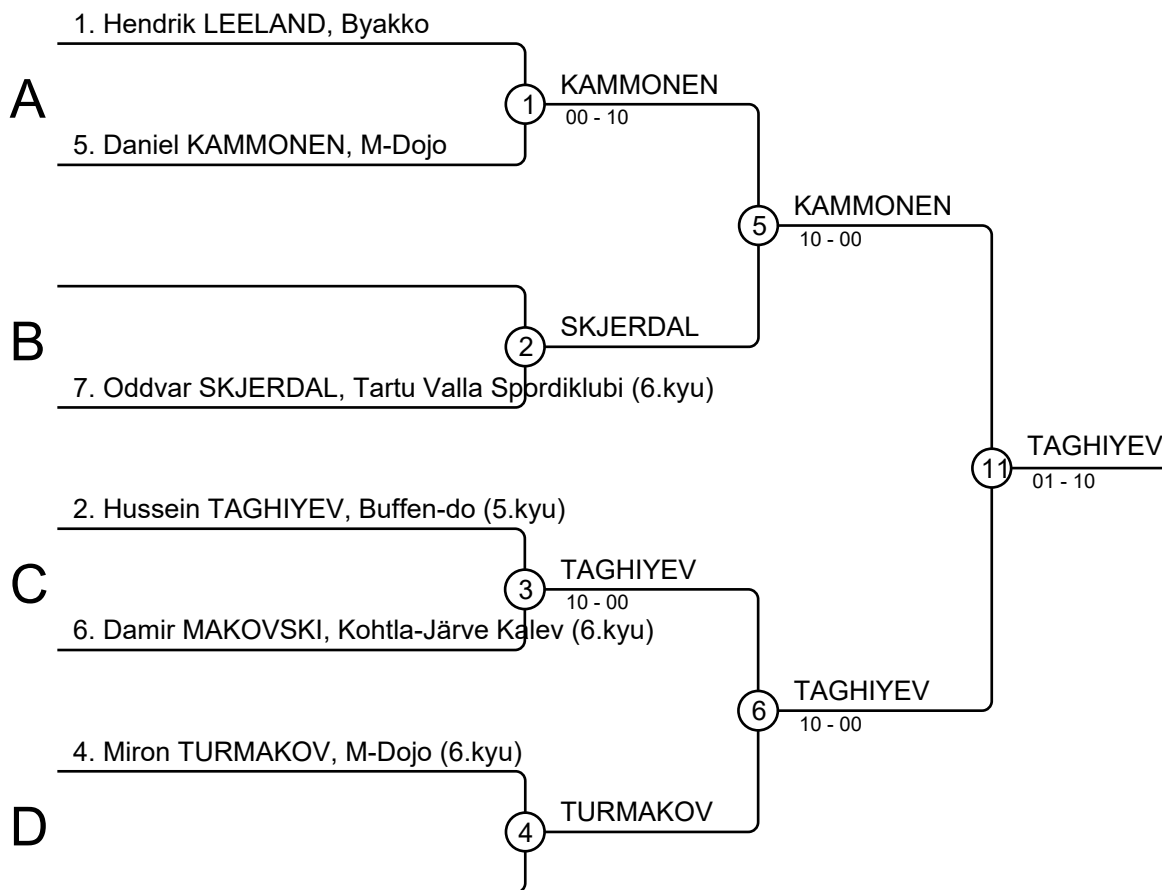 1. Hendrik LEELAND, Byakko
A
1
KAMMONEN
00 - 10
5. Daniel KAMMONEN, M-Dojo
5
KAMMONEN
10 - 00
B
2
SKJERDAL
7. Oddvar SKJERDAL, Tartu Valla Spordiklubi (6.kyu)
11
TAGHIYEV
01 - 10
2. Hussein TAGHIYEV, Buffen-do (5.kyu)
C
3
TAGHIYEV
10 - 00
6. Damir MAKOVSKI, Kohtla-Järve Kalev (6.kyu)
6
TAGHIYEV
10 - 00
4. Miron TURMAKOV, M-Dojo (6.kyu)
D
4
TURMAKOV